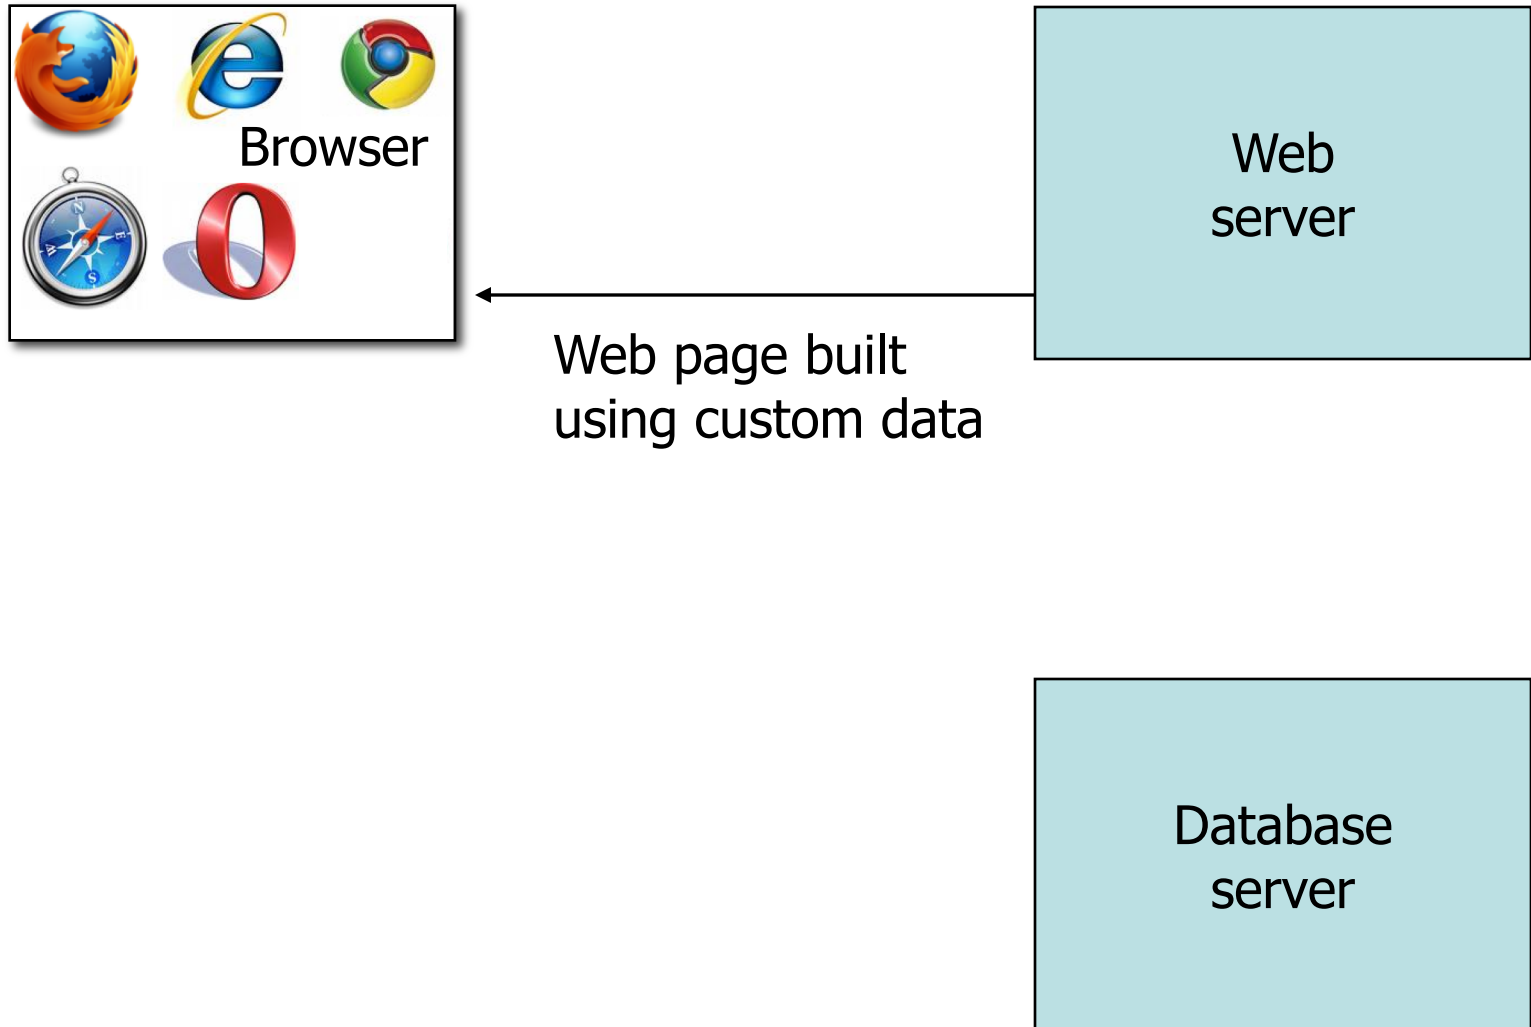 Browser
Web
server
Web page built
using custom data
Database
server